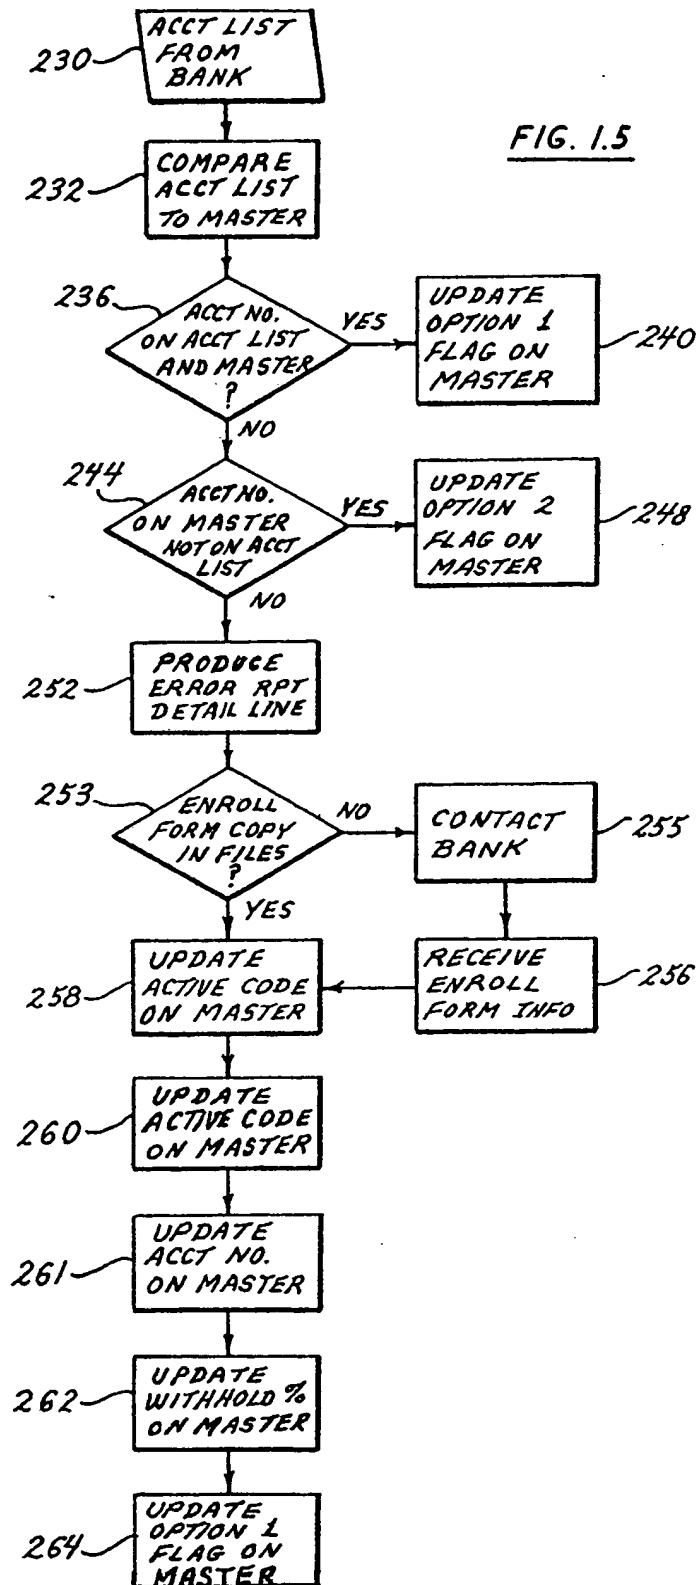 ACCT LIST
FROM
BANK
230
FIG. 1.5
COMPARE
ACCT LIST
TO MASTER
232
236
ACCT NO.
ON ACCT LIST
AND MASTER
?
YES
UPDATE
OPTION 1
FLAG ON
MASTER
240
NO
244
ACCT NO.
ON MASTER
NOT ON ACCT
LIST
YES
UPDATE
OPTION 2
FLAG ON
MASTER
248
NO
PRODUCE
ERROR RPT
DETAIL LINE
252
253
ENROLL
FORM COPY
IN FILES
?
NO
CONTACT
BANK
255
YES
UPDATE
ACTIVE CODE
ON MASTER
258
RECEIVE
ENROLL
FORM INFO
256
UPDATE
ACTIVE CODE
ON MASTER
260
UPDATE
ACCT NO.
ON MASTER
261
UPDATE
WITHHOLD %
ON MASTER
262
UPDATE
OPTION 1
FLAG ON
MASTER
264